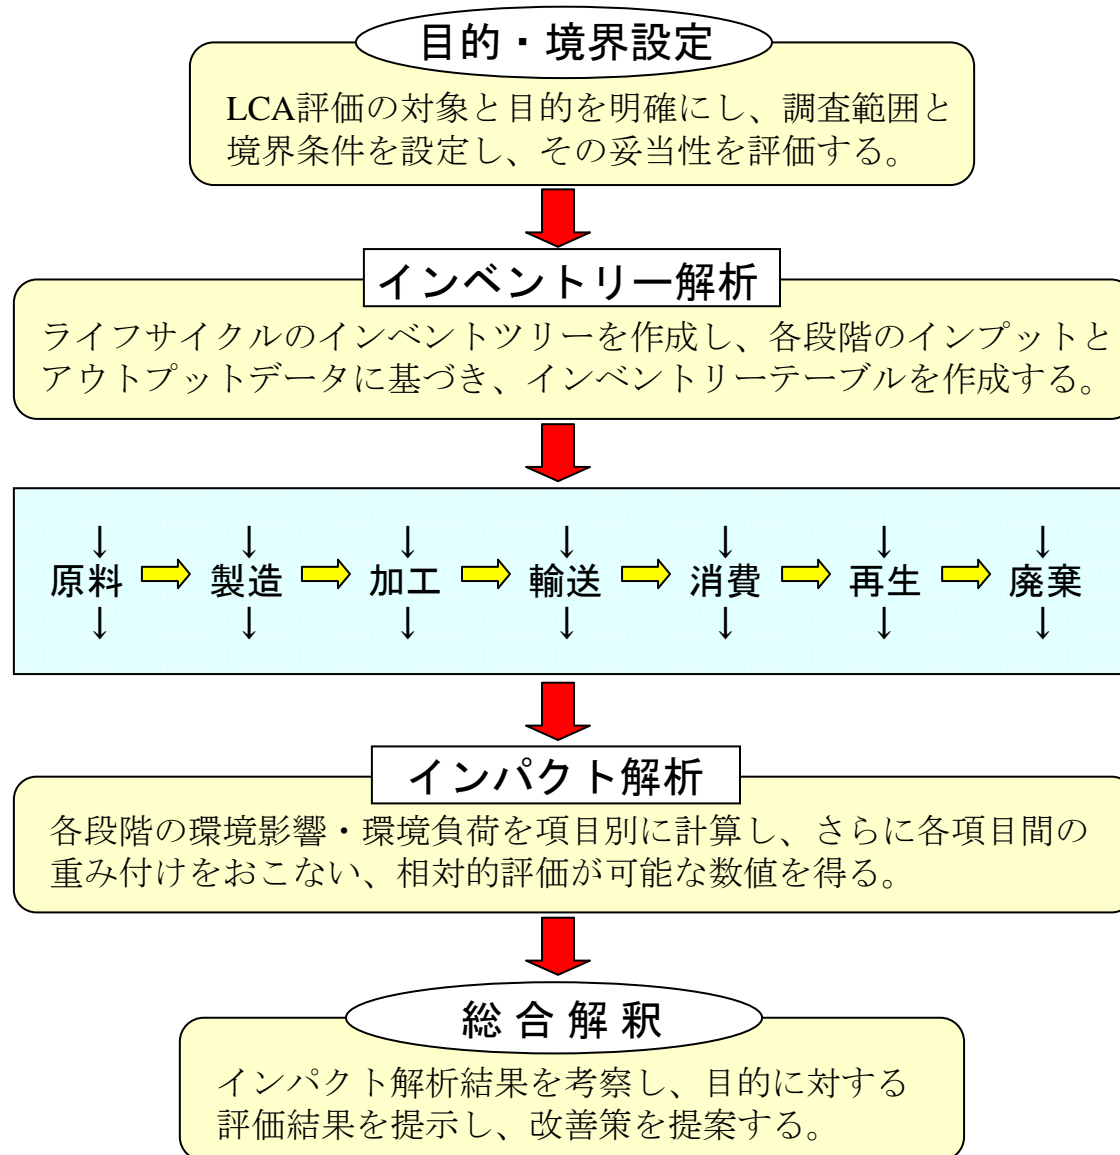 目的・境界設定
LCA評価の対象と目的を明確にし、調査範囲と
境界条件を設定し、その妥当性を評価する。
インベントリー解析
ライフサイクルのインベントツリーを作成し、各段階のインプットと
アウトプットデータに基づき、インベントリーテーブルを作成する。
↓ ↓ ↓ ↓ ↓ ↓ ↓
原料 製造 加工 輸送 消費 再生 廃棄
↓ ↓ ↓ ↓ ↓ ↓ ↓
インパクト解析
各段階の環境影響・環境負荷を項目別に計算し、さらに各項目間の
重み付けをおこない、相対的評価が可能な数値を得る。
総合解釈
インパクト解析結果を考察し、目的に対する
評価結果を提示し、改善策を提案する。